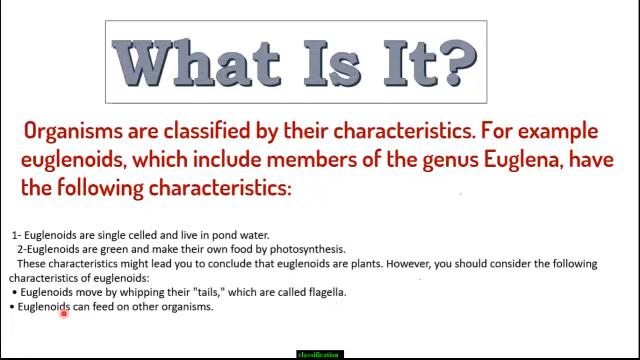 What Is It?
Organisms are classified by their characteristics. For example
euglenoids, which include members of the genus Euglena, have
the following characteristics:
1- Euglenoids are single celled and live in pond water.
2-Euglenoids are green and make their own food by photosynthesis.
These characteristics might lead you to conclude that euglenoids are plants. However, you should consider the following
characteristics of euglenoids:
• Euglenoids move by whipping their "tails," which are called flagella.
• Euglenoids can feed on other organisms.
classification